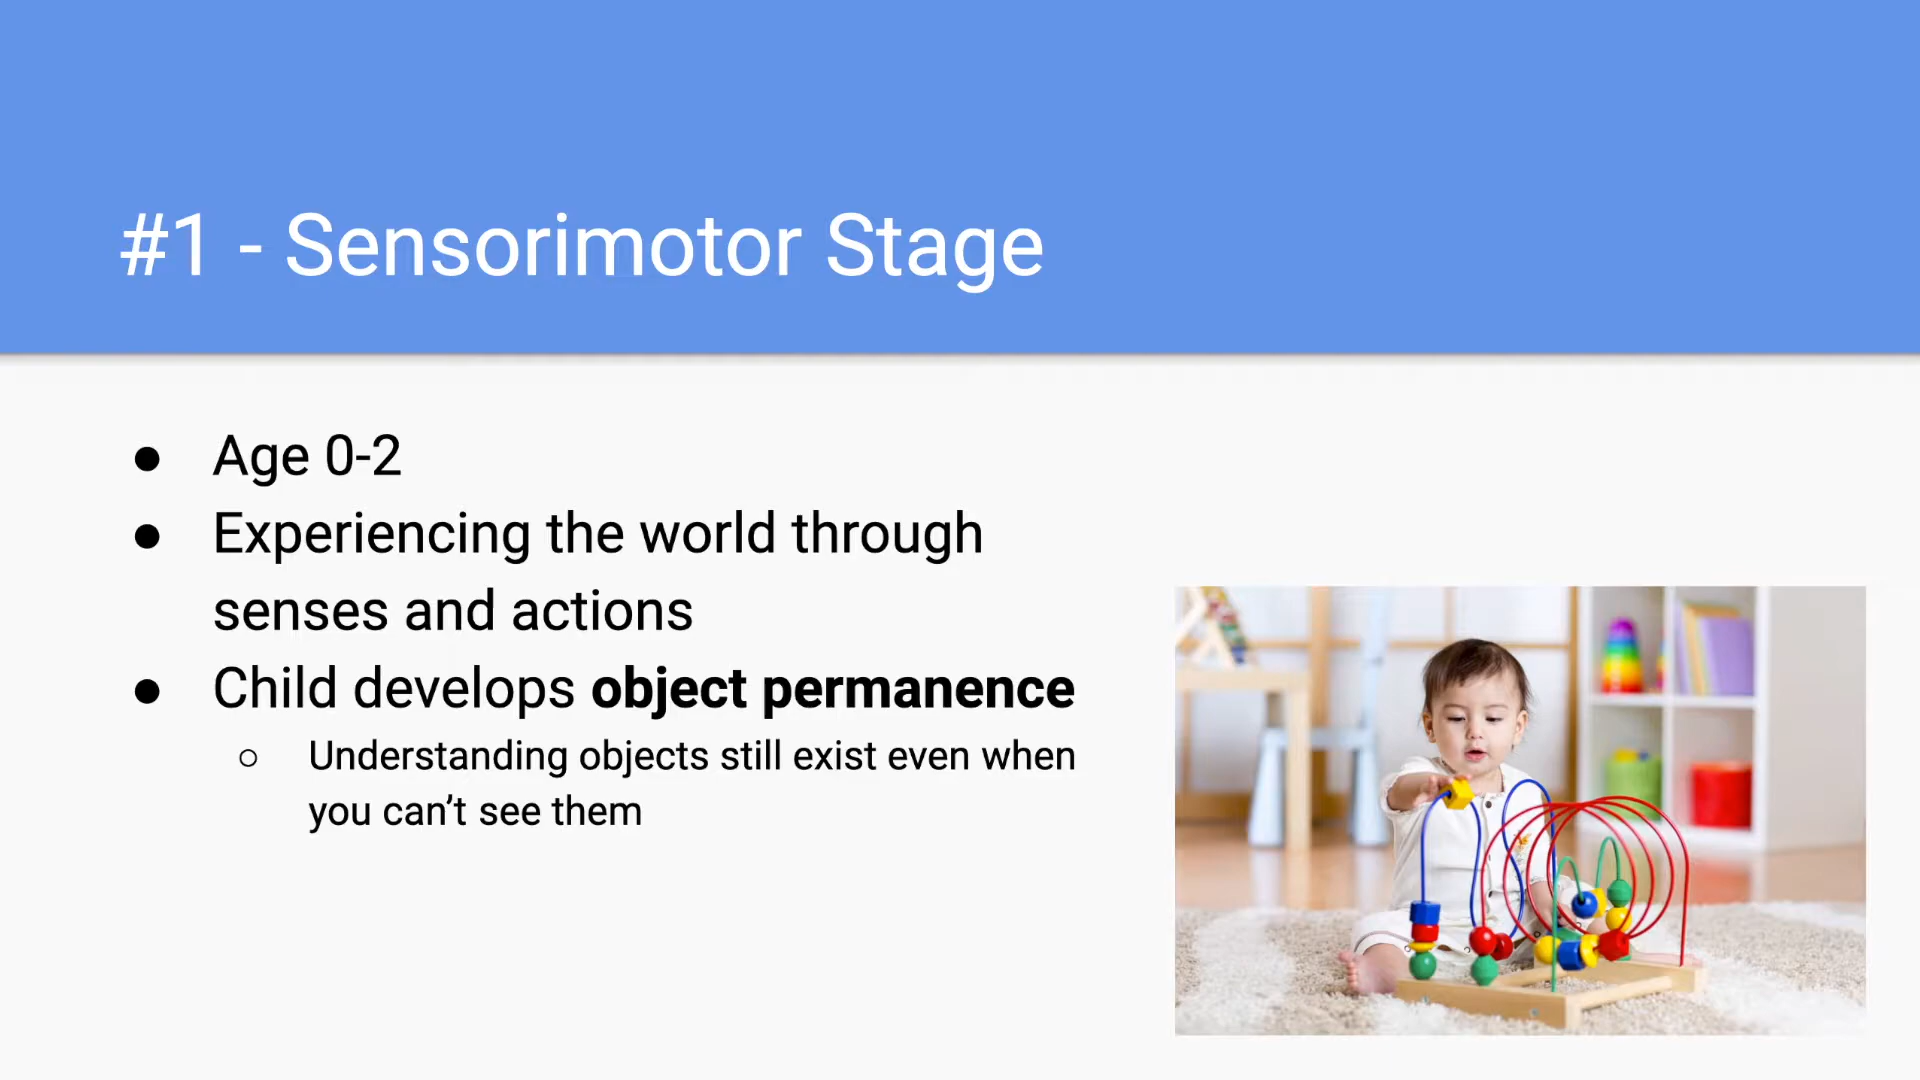 #1 - Sensorimotor Stage
● Age 0-2
● Experiencing the world through
senses and actions
● Child develops object permanence
○ Understanding objects still exist even when
you can’t see them